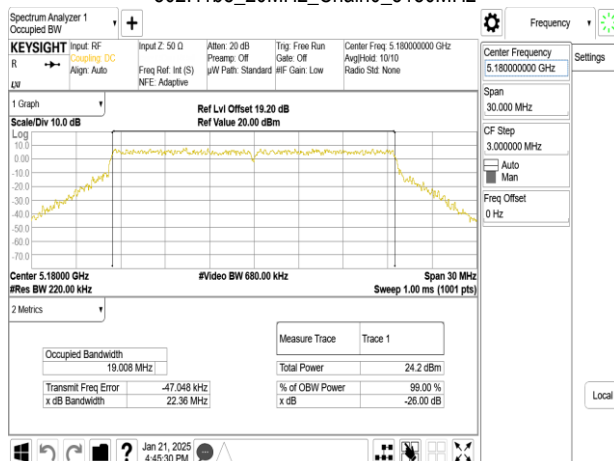 Spectrum Analyzer 1
Occupied BW
Frequency
KEYSIGHT
R
Input: RF
Coupling: DC
Align: Auto
Input Z: 50 Ω
Freq Ref: Int (S)
NFE: Adaptive
Atten: 20 dB
Preamp: Off
µW Path: Standard
Trig: Free Run
Gate: Off
#IF Gain: Low
Center Freq: 5.180000000 GHz
Avg|Hold: 10/10
Radio Std: None
Center Frequency
5.180000000 GHz
Settings
Span
30.000 MHz
CF Step
3.000000 MHz
Auto
Man
Freq Offset
0 Hz
Local
1 Graph
Scale/Div 10.0 dB
Ref Lvl Offset 19.20 dB
Ref Value 20.00 dBm
Log
10.0
0.00
-10.0
-20.0
-30.0
-40.0
-50.0
-60.0
-70.0
Center 5.18000 GHz
#Res BW 220.00 kHz
#Video BW 680.00 kHz
Span 30 MHz
Sweep 1.00 ms (1001 pts)
2 Metrics
Occupied Bandwidth
19.008 MHz
Transmit Freq Error -47.048 kHz
x dB Bandwidth 22.36 MHz
Measure Trace Trace 1
Total Power 24.2 dBm
% of OBW Power 99.00 %
x dB -26.00 dB
?
Jan 21, 2025
4:45:30 PM